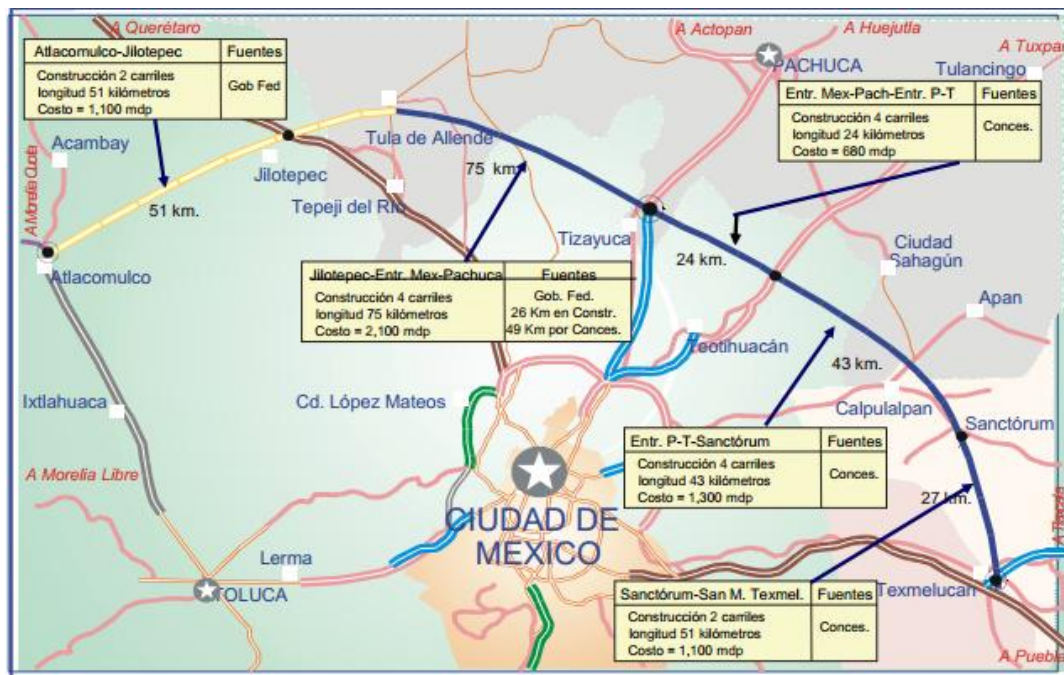 A Querétaro
A Actopan
A Huejutla
A Tuxpan
Atlacomulco-Jilotepec
Fuentes
Construcción 2 carriles
longitud 51 kilómetros
Costo = 1,100 mdp
Gob Fed
PACHUCA
Tulancingo
Entr. Mex-Pach-Entr. P-T
Fuentes
Construcción 4 carriles
longitud 24 kilómetros
Costo = 680 mdp
Conces.
Acambay
Tula de Allende
Jilotepec
75 km.
Tepeji del Río
51 km.
A Morelia Cuota
Atlacomulco
Tizayuca
24 km.
Ciudad
Sahagún
Apan
Jilotepec-Entr. Mex-Pachuca
Fuentes
Construcción 4 carriles
longitud 75 kilómetros
Costo = 2,100 mdp
Gob. Fed.
26 Km en Constr.
49 Km por Conces.
Teotihuacán
43 km.
Calpulalpan
Sanctórum
Ixtlahuaca
Cd. López Mateos
Entr. P-T-Sanctórum
Fuentes
Construcción 4 carriles
longitud 43 kilómetros
Costo = 1,300 mdp
Conces.
A Morelia Libre
27 km.
CIUDAD DE
MEXICO
Lerma
TOLUCA
Texmelucan
Sanctórum-San M. Texmel.
Fuentes
Construcción 2 carriles
longitud 51 kilómetros
Costo = 1,100 mdp
Conces.
A Puebla